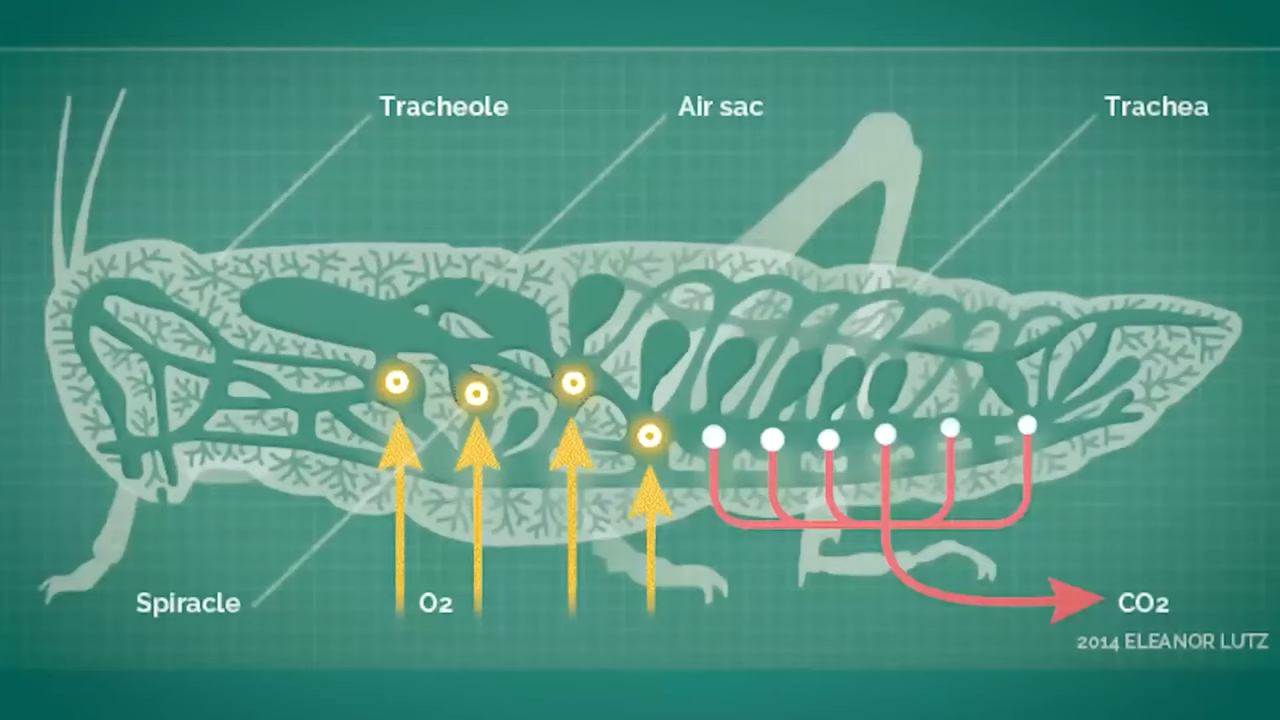 Tracheole
Air sac
Trachea
Spiracle
O2
CO2
2014 ELEANOR LUTZ